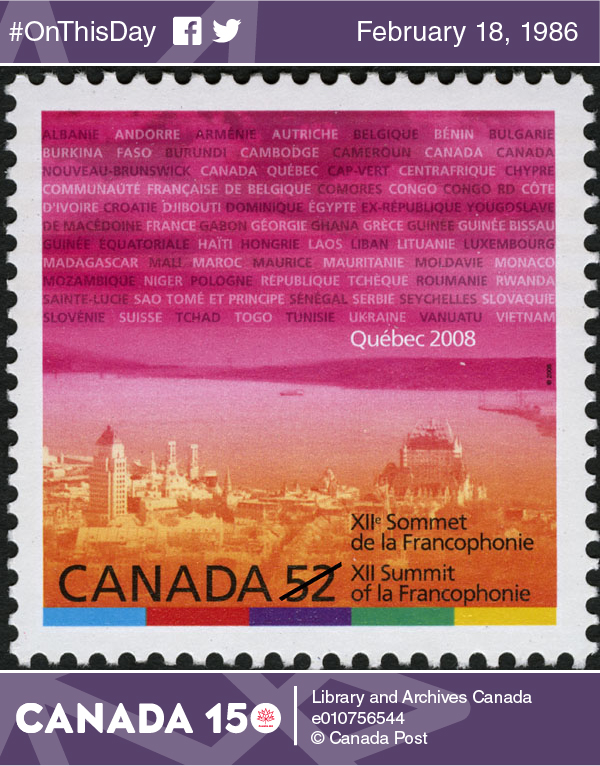 #OnThisDay
February 18, 1986
ALBANIE ANDORRE ARMÉNIE AUTRICHE BELGIQUE BÉNIN BULGARIE
BURKINA FASO BURUNDI CAMBODGE CAMEROUN CANADA CANADA
NOUVEAU-BRUNSWICK CANADA QUÉBEC CAP-VERT CENTRAFRIQUE CHYPRE
COMMUNAUTÉ FRANÇAISE DE BELGIQUE COMORES CONGO CONGO RD CÔTE
D'IVOIRE CROATIE DJIBOUTI DOMINIQUE ÉGYPTE EX-RÉPUBLIQUE YOUGOSLAVE
DE MACÉDOINE FRANCE GABON GÉORGIE GHANA GRÈCE GUINÉE GUINÉE BISSAU
GUINÉE EQUATORIALE HAÏTI HONGRIE LAOS LIBAN LITUANIE LUXEMBOURG
MADAGASCAR MALI MAROC MAURICE MAURITANIE MOLDAVIE MONACO
MOZAMBIQUE NIGER POLOGNE RÉPUBLIQUE TCHÈQUE ROUMANIE RWANDA
SAINTE-LUCIE SAO TOMÉ ET PRINCIPE SÉNÉGAL SERBIE SEYCHELLES SLOVAQUIE
SLOVÉNIE SUISSE TCHAD TOGO TUNISIE UKRAINE VANUATU VIETNAM
Québec 2008
© 2008
XIIe Sommet
de la Francophonie
CANADA 52
XII Summit
of la Francophonie
CANADA 150
Library and Archives Canada
e010756544
© Canada Post